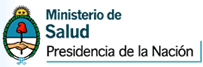 Ministerio de
Salud
Presidencia de la Nación